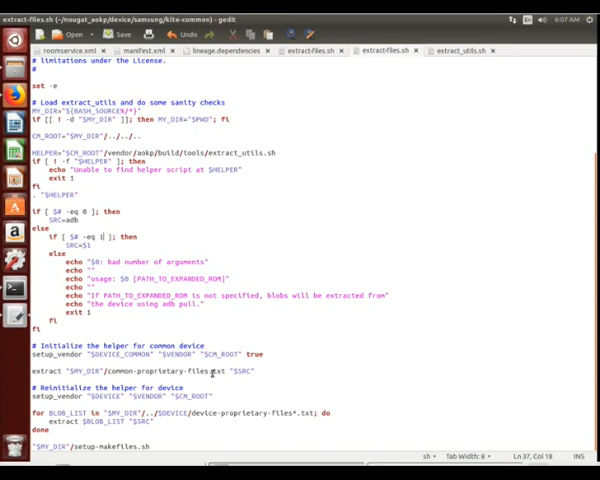 extract-files.sh (~/nougat_aokp/device/samsung/kite-common) - gedit
En 6:07 AM
Open Save Undo
roomservice.xml manifest.xml lineage.dependencies extract-files.sh extract-files.sh extract_utils.sh
# limitations under the License.
#
set -e
# Load extract_utils and do some sanity checks
MY_DIR="${BASH_SOURCE%/*}"
if [[ ! -d "$MY_DIR" ]]; then MY_DIR="$PWD"; fi
CM_ROOT="$MY_DIR"/../../..
HELPER="$CM_ROOT"/vendor/aokp/build/tools/extract_utils.sh
if [ ! -f "$HELPER" ]; then
echo "Unable to find helper script at $HELPER"
exit 1
fi
. "$HELPER"
if [ $# -eq 0 ]; then
SRC=adb
else
if [ $# -eq 1 ]; then
SRC=$1
else
echo "$0: bad number of arguments"
echo ""
echo "usage: $0 [PATH_TO_EXPANDED_ROM]"
echo ""
echo "If PATH_TO_EXPANDED_ROM is not specified, blobs will be extracted from"
echo "the device using adb pull."
exit 1
fi
fi
# Initialize the helper for common device
setup_vendor "$DEVICE_COMMON" "$VENDOR" "$CM_ROOT" true
extract "$MY_DIR"/common-proprietary-files.txt "$SRC"
# Reinitialize the helper for device
setup_vendor "$DEVICE" "$VENDOR" "$CM_ROOT"
for BLOB_LIST in "$MY_DIR"/../$DEVICE/device-proprietary-files*.txt; do
extract $BLOB_LIST "$SRC"
done
"$MY_DIR"/setup-makefiles.sh
sh Tab Width: 8 Ln 37, Col 18 INS